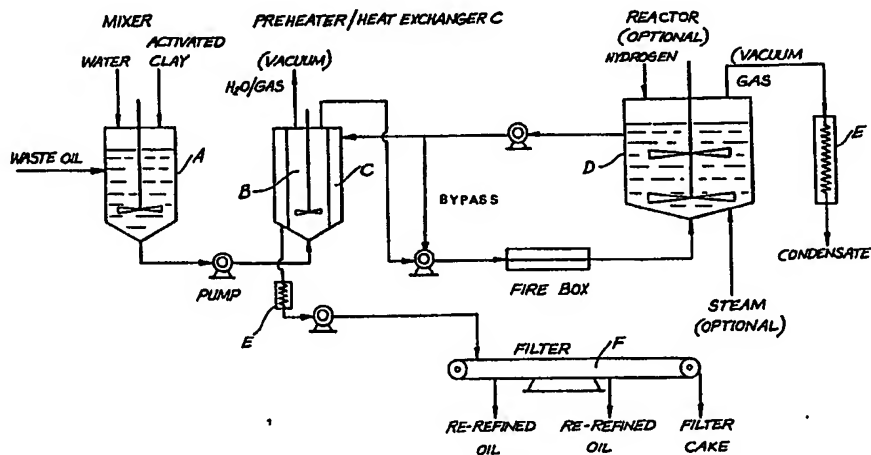 MIXER
WATER
ACTIVATED
CLAY
WASTE OIL
A
PUMP
PREHEATER/HEAT EXCHANGER C
(VACUUM)
H₂O/GAS
B
C
E
BYPASS
FIRE BOX
REACTOR
(OPTIONAL)
HYDROGEN
(VACUUM
GAS
D
E
CONDENSATE
STEAM
(OPTIONAL)
FILTER
F
RE-REFINED
OIL
RE-REFINED
OIL
FILTER
CAKE